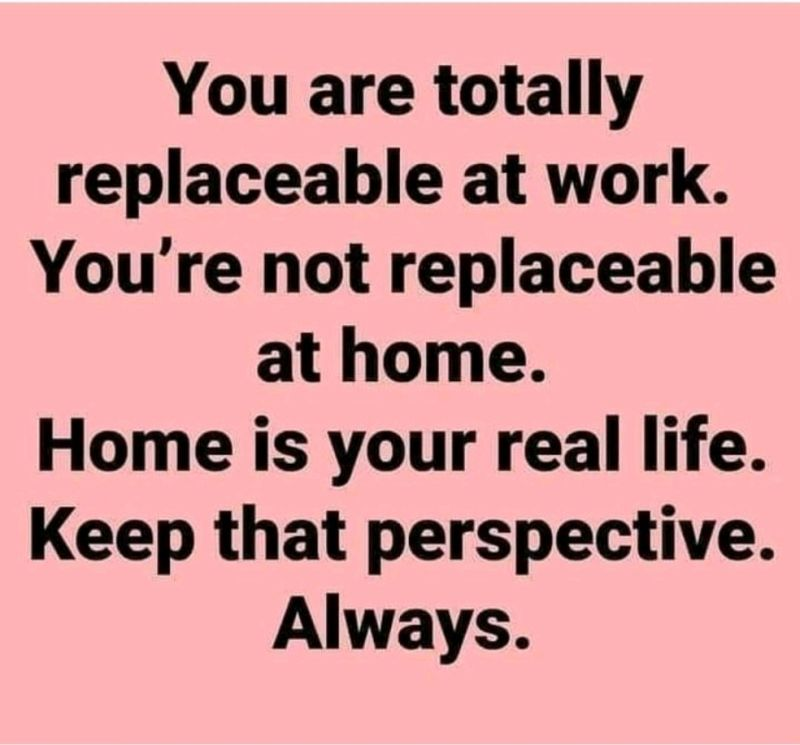 You are totally
replaceable at work.
You’re not replaceable
at home.
Home is your real life.
Keep that perspective.
Always.